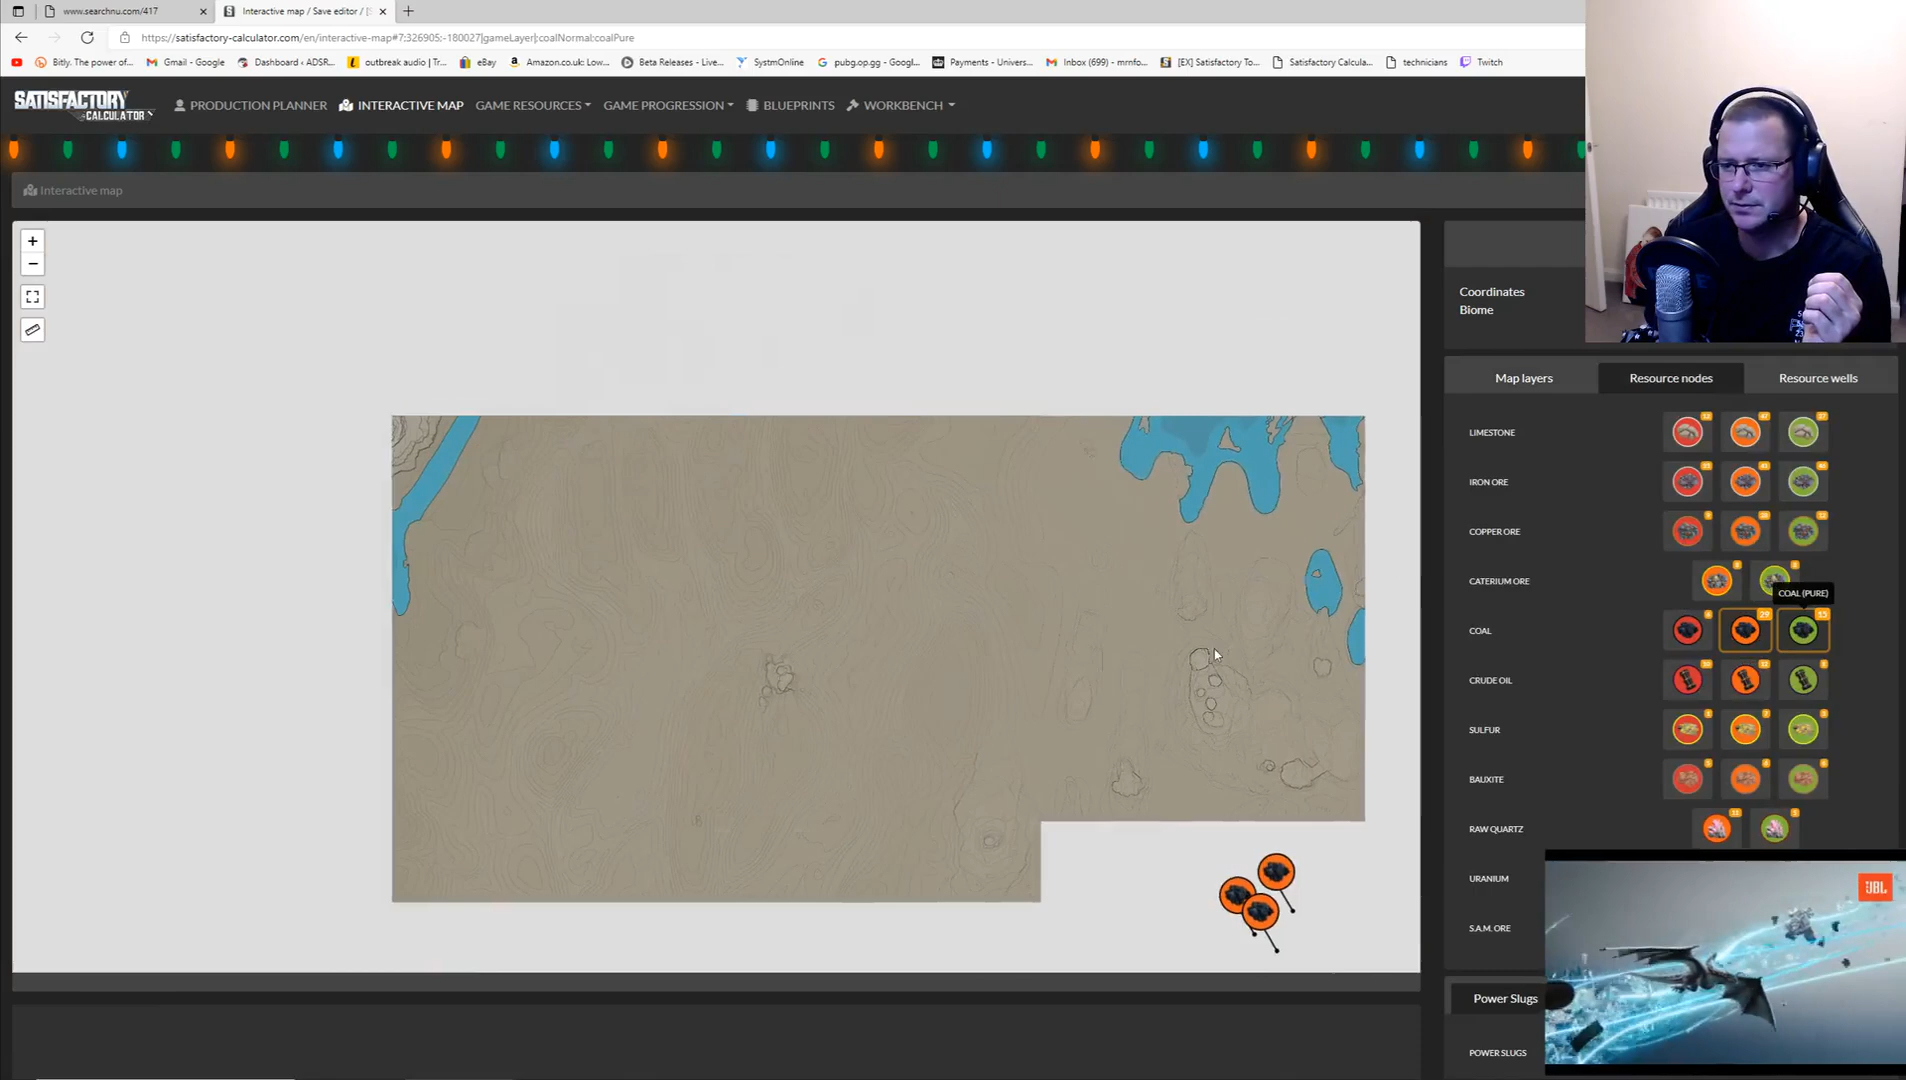 www.searchnu.com/417
Interactive map / Save editor / [S
https://satisfactory-calculator.com/en/interactive-map#7;326905;-180027|gameLayer|;coalNormal;coalPure
Bitly. The power of...
Gmail - Google
Dashboard ‹ ADSR...
outbreak audio | Tr...
eBay
Amazon.co.uk: Low...
Beta Releases - Live...
SystmOnline
pubg.op.gg - Googl...
Payments - Univers...
Inbox (699) - mrnfo...
[EX] Satisfactory To...
Satisfactory Calcula...
technicians
Twitch
SATISFACTORY
CALCULATOR
PRODUCTION PLANNER
INTERACTIVE MAP
GAME RESOURCES
GAME PROGRESSION
BLUEPRINTS
WORKBENCH
Interactive map
+
−
Coordinates
Biome
Map layers
Resource nodes
Resource wells
LIMESTONE
IRON ORE
COPPER ORE
CATERIUM ORE
COAL (PURE)
COAL
29
CRUDE OIL
SULFUR
BAUXITE
RAW QUARTZ
URANIUM
JBL
S.A.M. ORE
Power Slugs
POWER SLUGS